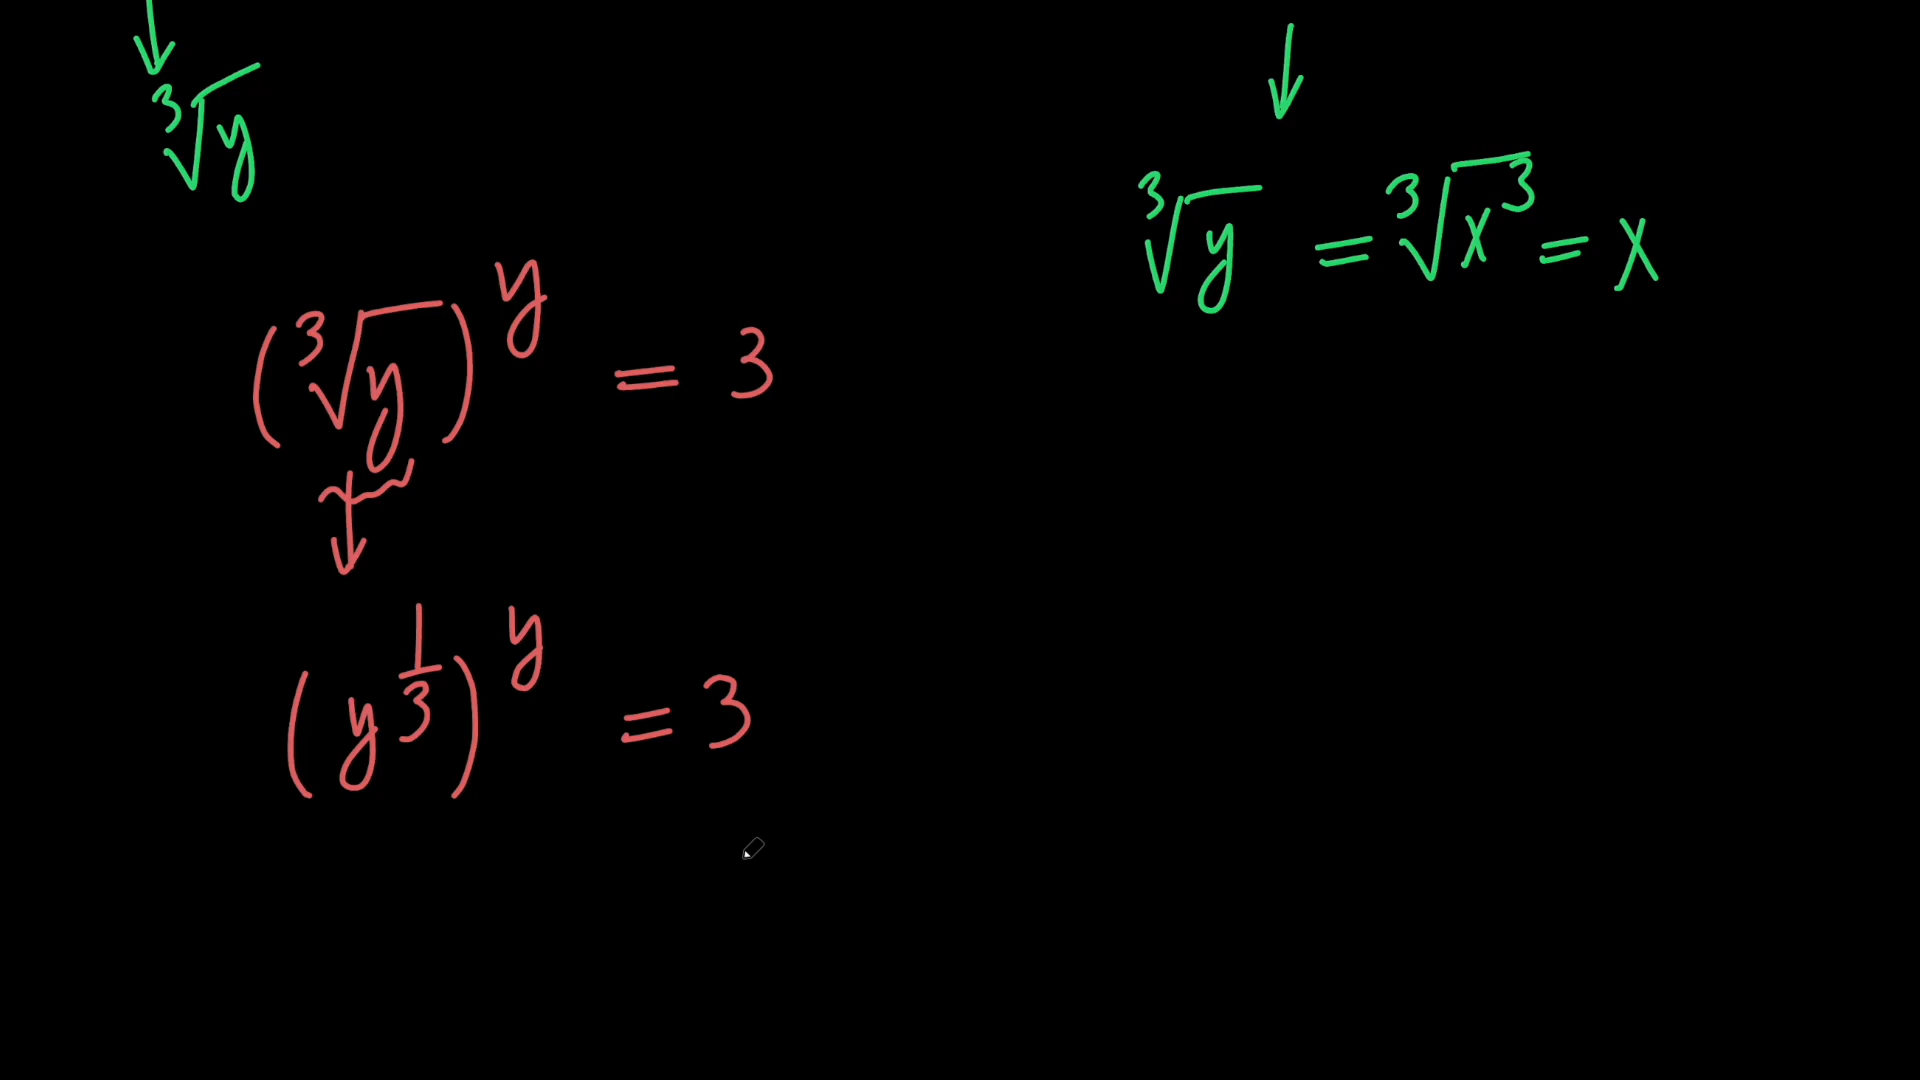 ∛y
∛y = ∛x³ = x
(∛y)^y = 3
(y^(1/3))^y = 3